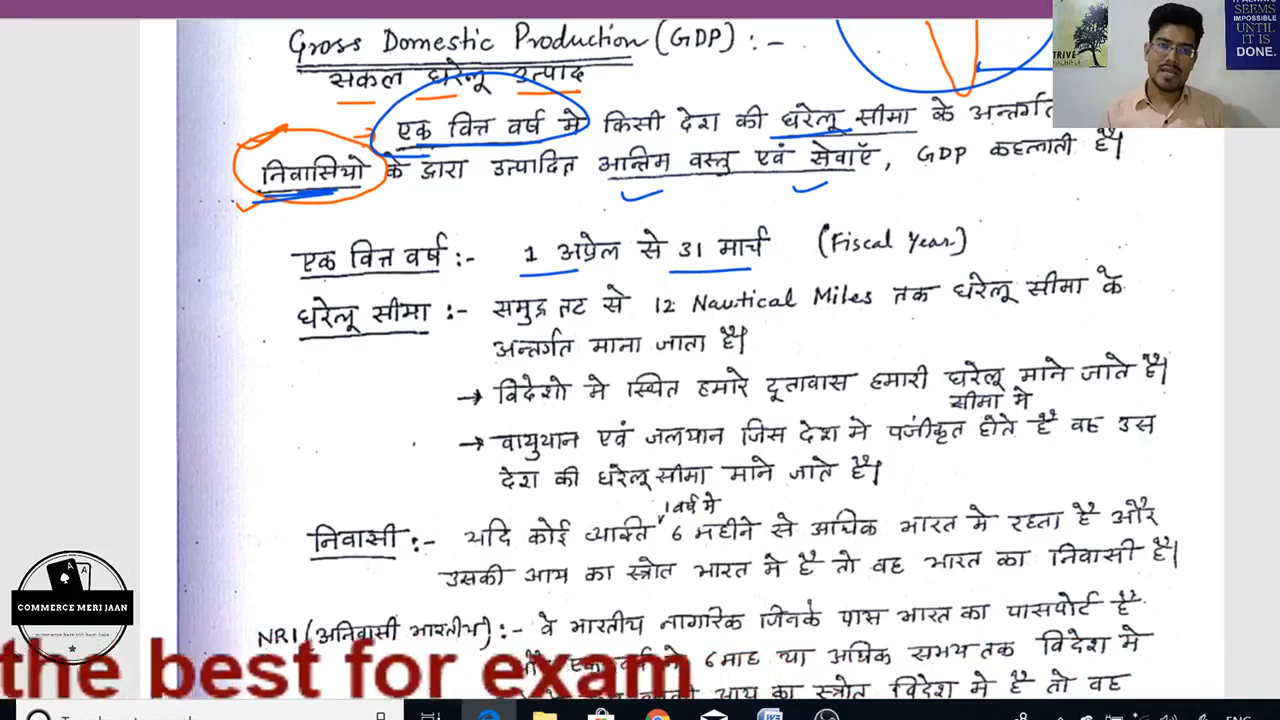 Gross Domestic Production (GDP) : -
सकल घरेलू उत्पाद
एक वित्त वर्ष मे किसी देश की घरेलू सीमा के अन्तर्गत
निवासियो के द्वारा उत्पादित अन्तिम वस्तु एवं सेवाएँ, GDP कहलाती है।
एक वित्त वर्ष :- 1 अप्रेल से 31 मार्च (Fiscal Year)
घरेलू सीमा :- समुद्र तट से 12 Nautical Miles तक घरेलू सीमा के
अन्तर्गत माना जाता है।
→ विदेशो मे स्थित हमारे दूतावास हमारी घरेलू माने जाते है।
सीमा मे
→ वायुयान एवं जलयान जिस देश मे पजीकृत होते है वह उस
देश की घरेलू सीमा माने जाते है।
1 वर्ष मे
निवासी :- यदि कोई व्यक्ति 6 महीने से अधिक भारत मे रहता है और
उसकी आय का स्त्रोत भारत मे है तो वह भारत का निवासी है।
NRI (अनिवासी भारतीय) :- वे भारतीय नागरिक जिनके पास भारत का पासपोर्ट है
मे 6 माह या अधिक समय तक विदेश मे
आय का स्त्रोत विदेश मे है तो वह
the best for exam
COMMERCE MERI JAAN
TRIVE
SEEMS
IMPOSSIBLE
UNTIL
IT IS
DONE.